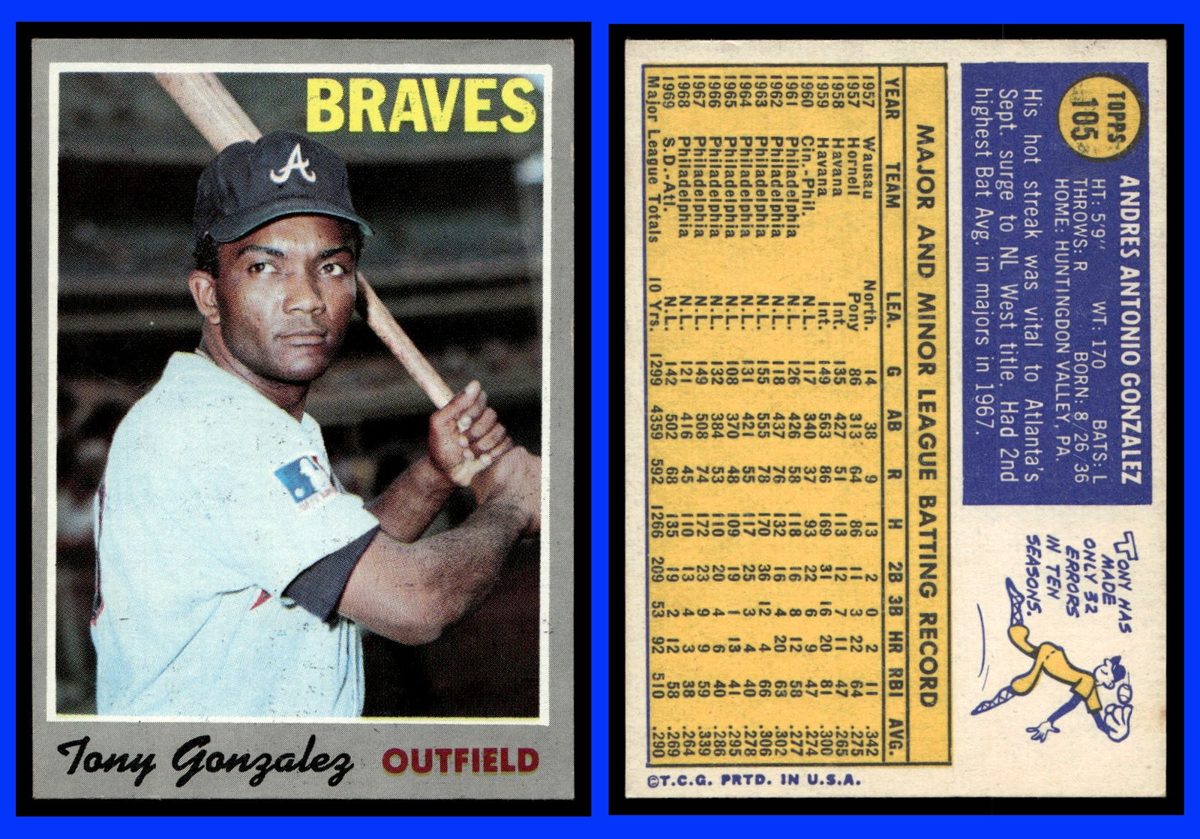 BRAVES
A
Tony Gonzalez OUTFIELD
TOPPS
105
ANDRES ANTONIO GONZALEZ
HT: 5'9" WT: 170 BATS: L
THROWS: R BORN: 8 26 36
HOME: HUNTINGDON VALLEY, PA.
His hot streak was vital to Atlanta's
Sept. surge to NL West title. Had 2nd
highest Bat Avg. in majors in 1967.
TONY HAS
MADE
ONLY 32
ERRORS
IN TEN
SEASONS.
MAJOR AND MINOR LEAGUE BATTING RECORD
YEAR TEAM LEA. G AB R H 2B 3B HR RBI AVG.
1957 Wausau North. 14 38 9 13 2 0 2 11 .342
1957 Hornell Pony 86 313 64 86 11 3 22 64 .275
1958 Havana Int. 135 427 51 113 12 7 11 47 .265
1959 Havana Int. 149 563 86 169 31 16 20 81 .300
1960 Cin.-Phil. N.L. 117 340 37 93 22 6 9 47 .274
1961 Philadelphia N.L. 126 426 58 118 16 8 12 58 .277
1962 Philadelphia N.L. 118 437 76 132 16 4 20 63 .302
1963 Philadelphia N.L. 155 555 78 170 36 12 4 66 .306
1964 Philadelphia N.L. 131 421 55 117 25 3 4 40 .278
1965 Philadelphia N.L. 108 370 48 109 19 1 13 41 .295
1966 Philadelphia N.L. 132 384 53 110 20 4 6 40 .286
1967 Philadelphia N.L. 149 508 74 172 23 9 9 59 .339
1968 Philadelphia N.L. 121 416 45 110 13 4 3 38 .264
1969 S.D.-Atl. N.L. 142 502 68 135 19 2 12 58 .269
Major League Totals 10 Yrs. 1299 4359 592 1266 209 53 92 510 .290
©T.C.G. PRTD. IN U.S.A.